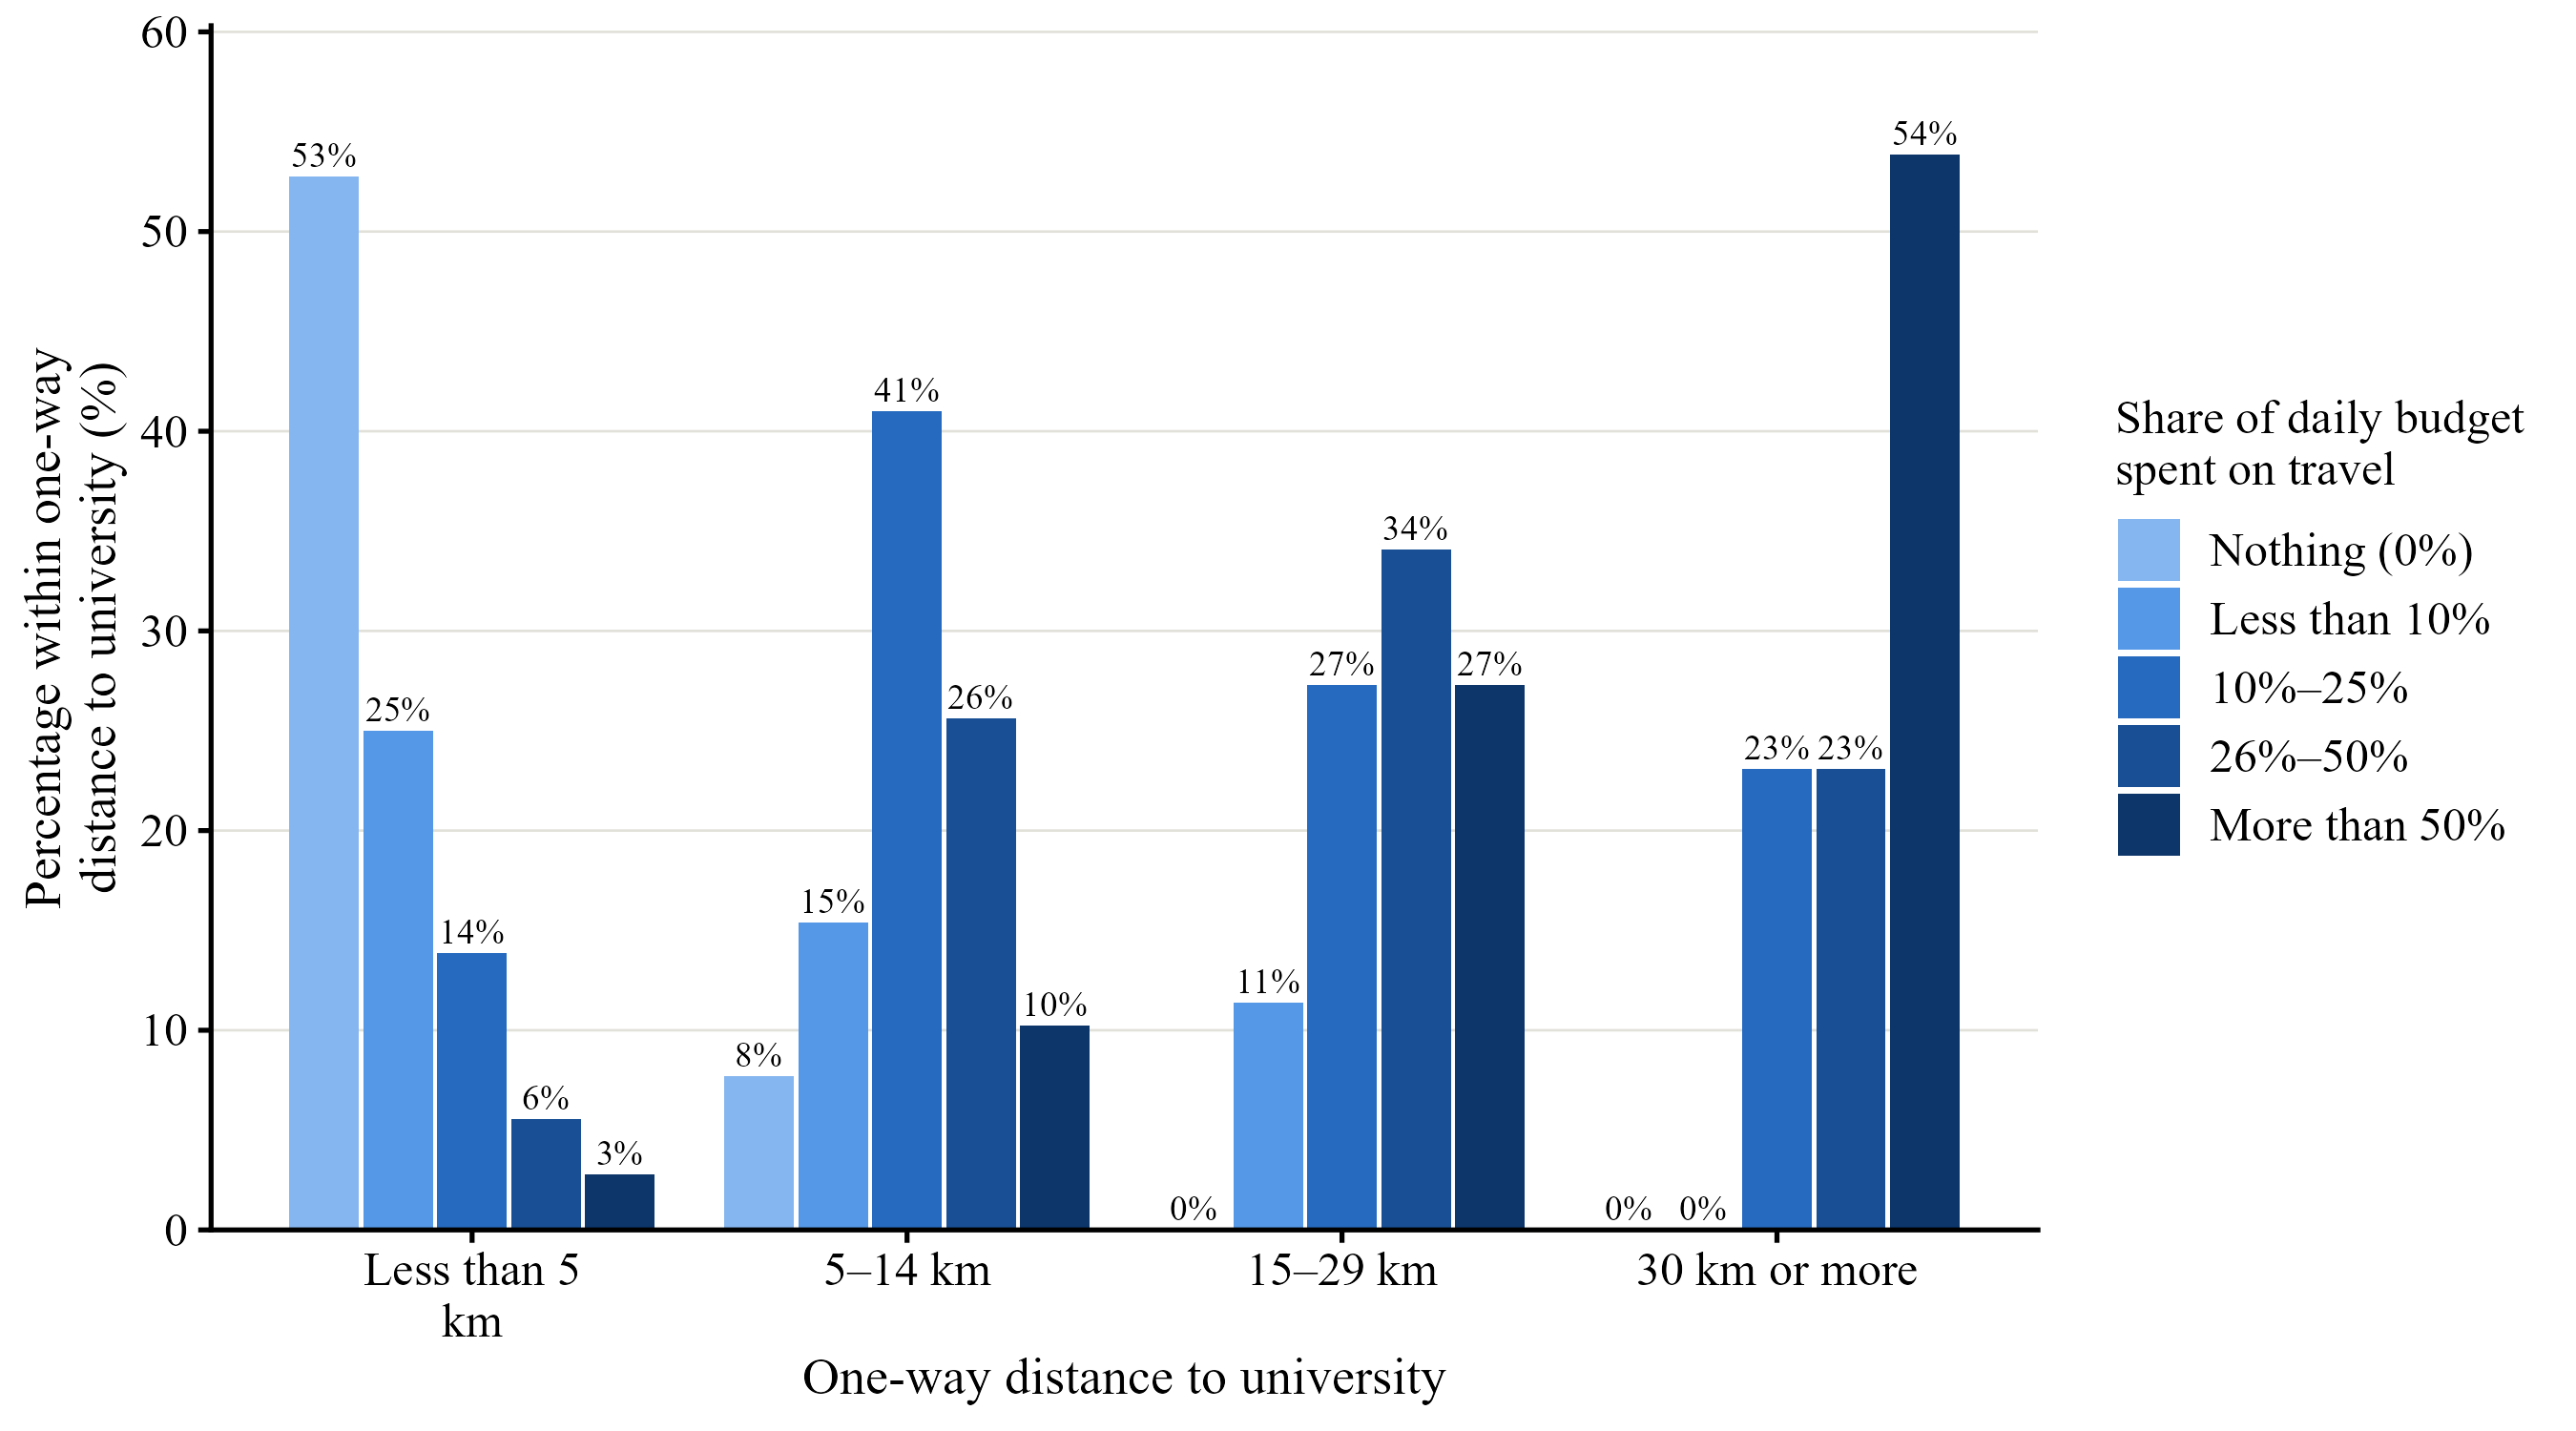 60
50
40
30
20
10
0
Percentage within one-way
distance to university (%)
53%
25%
14%
6%
3%
8%
15%
41%
26%
10%
0%
11%
27%
34%
27%
0%
0%
23%
23%
54%
Less than 5
km
5–14 km
15–29 km
30 km or more
One-way distance to university
Share of daily budget
spent on travel
Nothing (0%)
Less than 10%
10%–25%
26%–50%
More than 50%